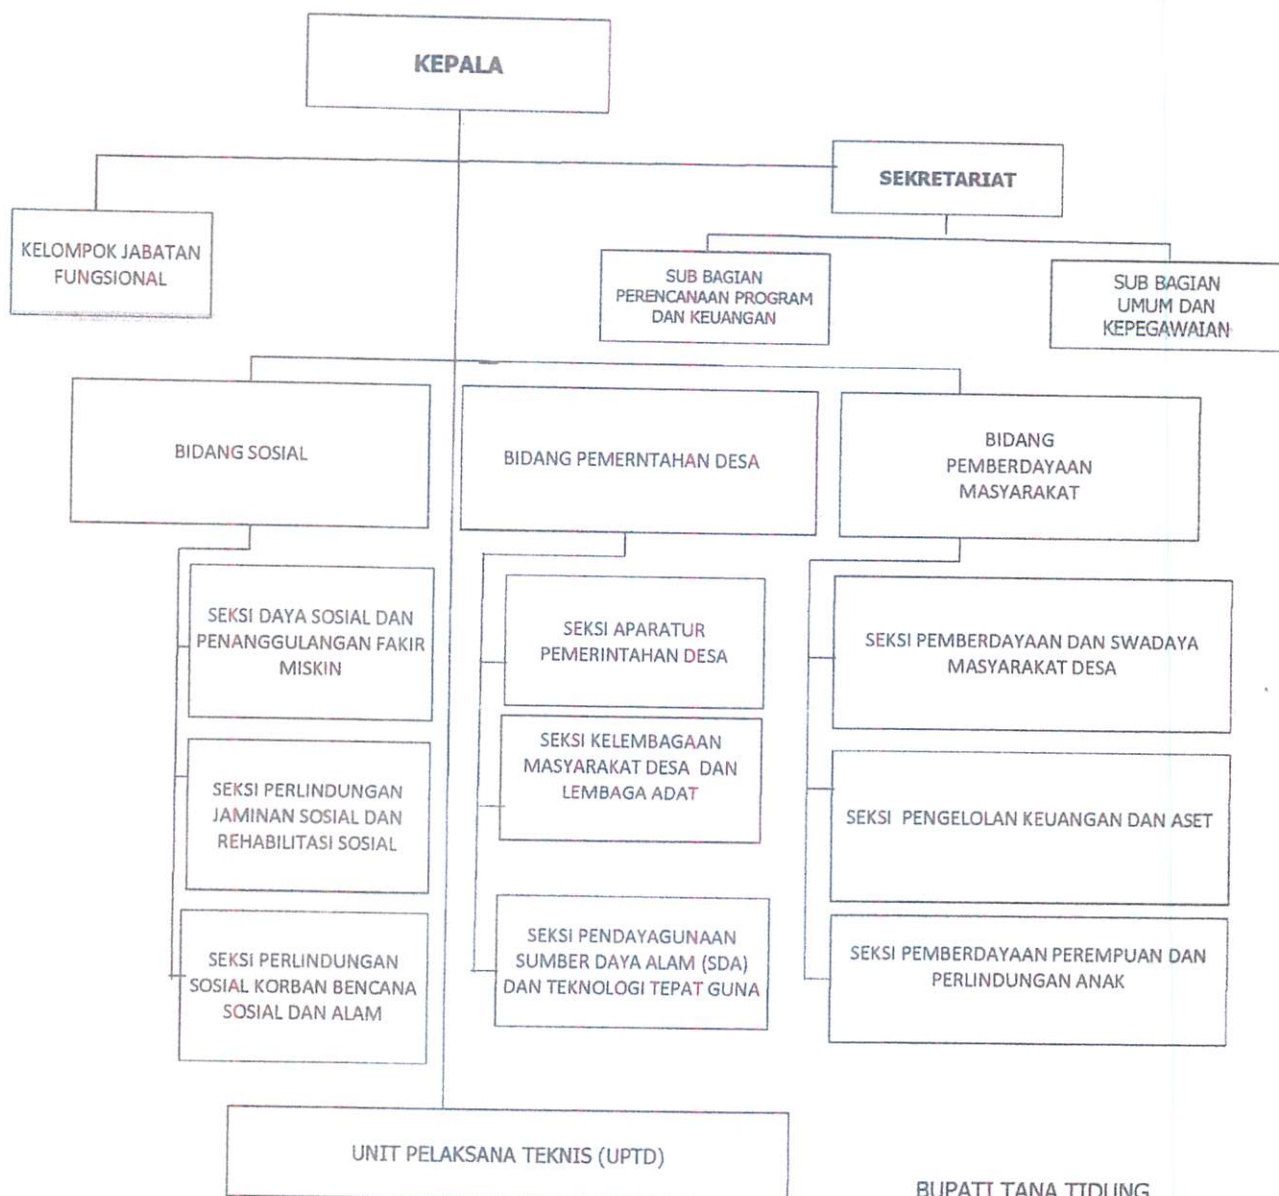 KEPALA
SEKRETARIAT
KELOMPOK JABATAN
FUNGSIONAL
SUB BAGIAN
PERENCANAAN PROGRAM
DAN KEUANGAN
SUB BAGIAN
UMUM DAN
KEPEGAWAIAN
BIDANG SOSIAL
BIDANG PEMERNTAHAN DESA
BIDANG
PEMBERDAYAAN
MASYARAKAT
SEKSI DAYA SOSIAL DAN
PENANGGULANGAN FAKIR
MISKIN
SEKSI APARATUR
PEMERINTAHAN DESA
SEKSI PEMBERDAYAAN DAN SWADAYA
MASYARAKAT DESA
SEKSI PERLINDUNGAN
JAMINAN SOSIAL DAN
REHABILITASI SOSIAL
SEKSI KELEMBAGAAN
MASYARAKAT DESA DAN
LEMBAGA ADAT
SEKSI PENGELOLAN KEUANGAN DAN ASET
SEKSI PERLINDUNGAN
SOSIAL KORBAN BENCANA
SOSIAL DAN ALAM
SEKSI PENDAYAGUNAAN
SUMBER DAYA ALAM (SDA)
DAN TEKNOLOGI TEPAT GUNA
SEKSI PEMBERDAYAAN PEREMPUAN DAN
PERLINDUNGAN ANAK
UNIT PELAKSANA TEKNIS (UPTD)
BUPATI TANA TIDUNG